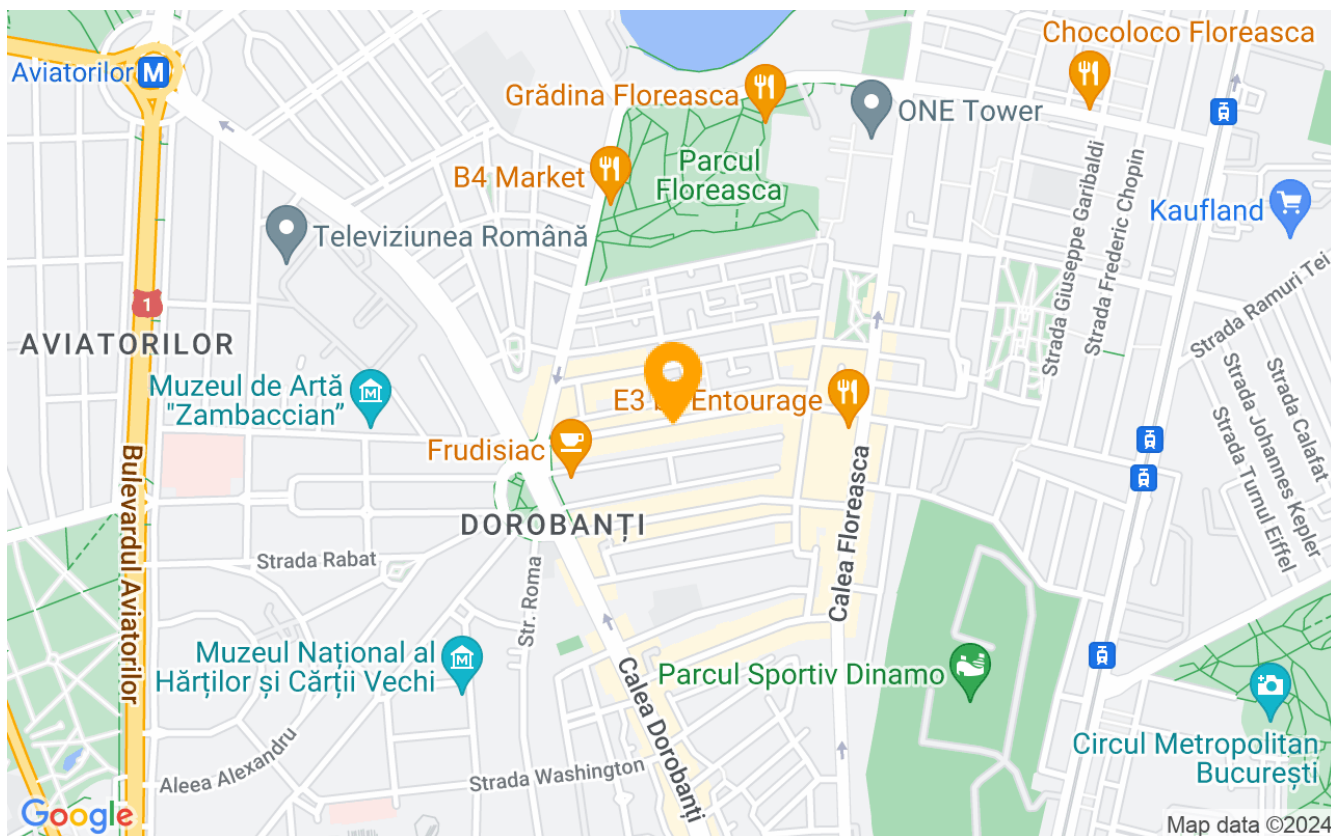 Chocoloco Floreasca
Aviatorilor M
Grădina Floreasca
ONE Tower
Parcul
Floreasca
B4 Market
Strada Giuseppe Garibaldi
Strada Frederic Chopin
Kaufland
Televiziunea Română
1
Strada Ramuri Tei
AVIATORILOR
Muzeul de Artă
"Zambaccian”
E3
Entourage
Strada Calafat
Strada Johannes Kepler
Strada Turnul Eiffel
Frudisiac
Bulevardul Aviatorilor
DOROBANȚI
Calea Floreasca
Strada Rabat
Str. Roma
Muzeul Național al
Hărților și Cărții Vechi
Parcul Sportiv Dinamo
Calea Dorobanți
Aleea Alexandru
Strada Washington
Circul Metropolitan
București
Google
Map data ©2024